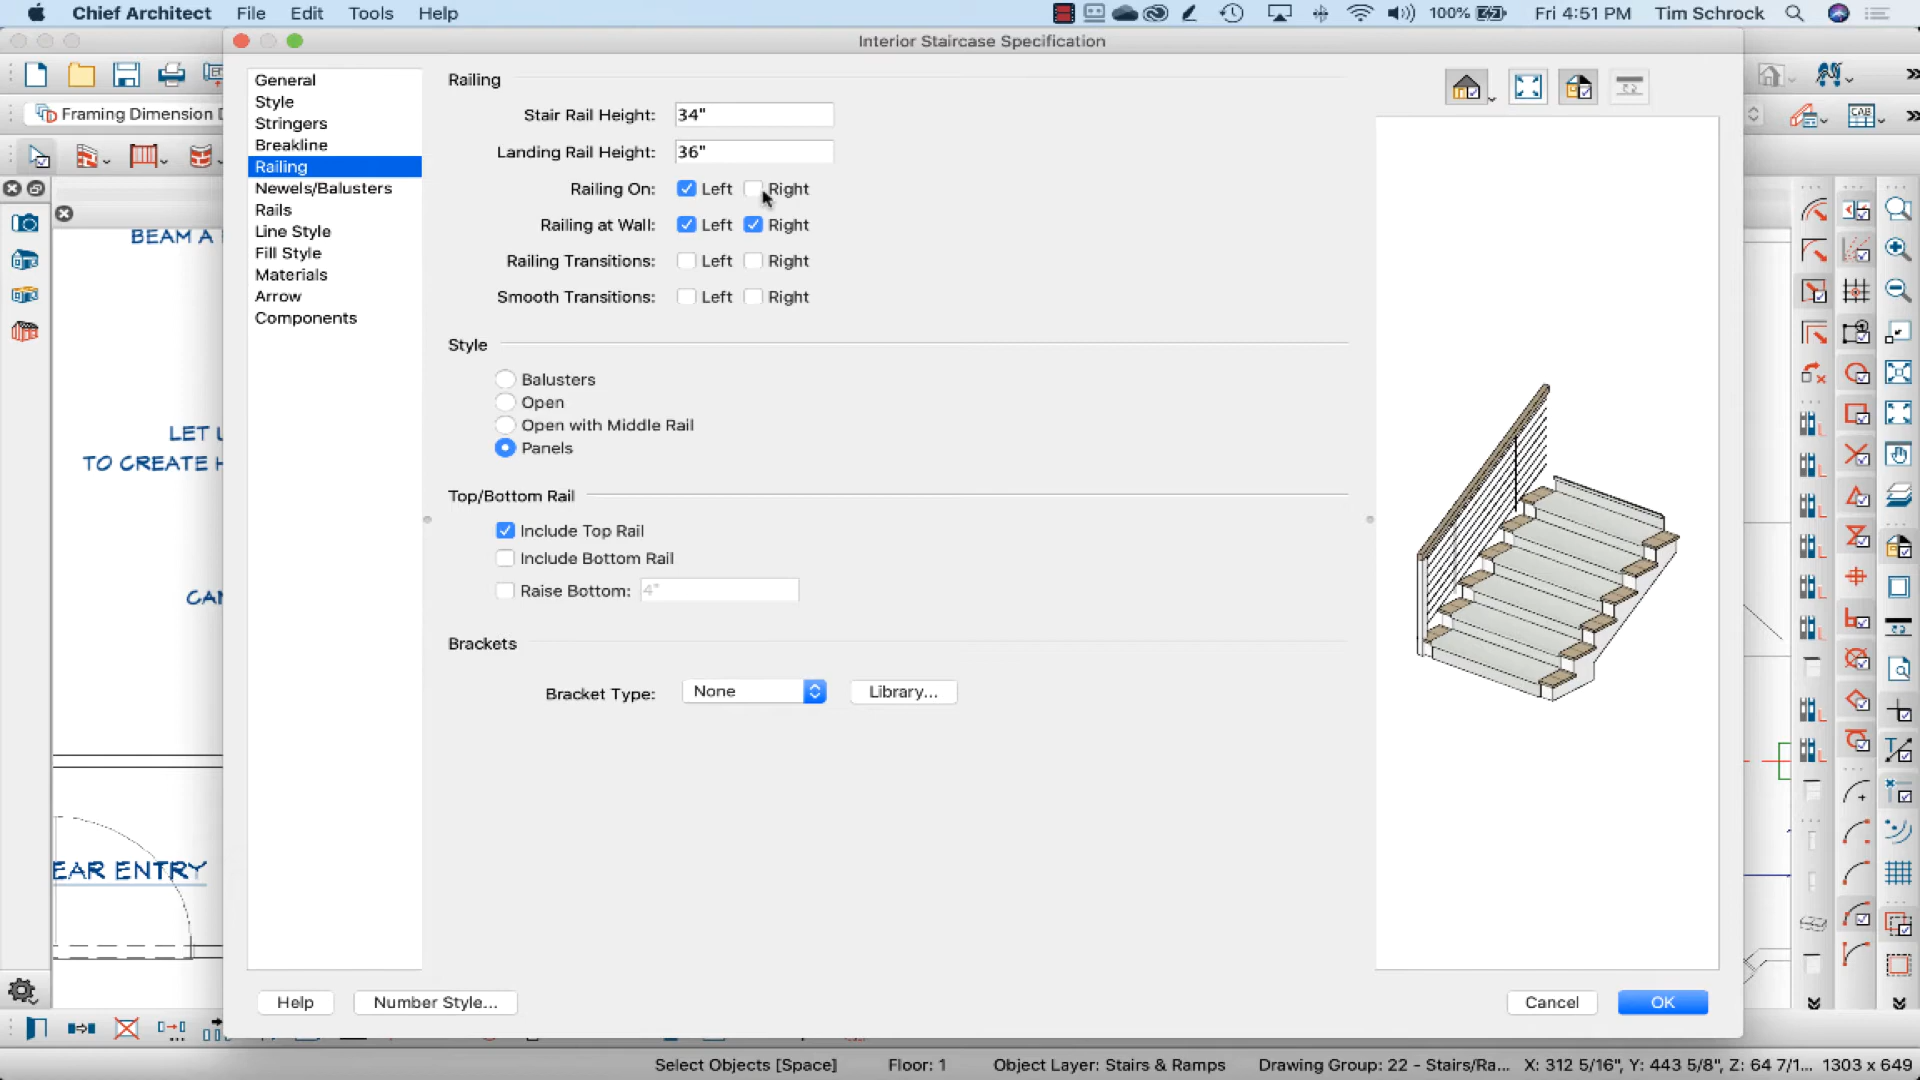 Chief Architect File Edit Tools Help 100% Fri 4:51 PM Tim Schrock
Interior Staircase Specification
Framing Dimension D
General
Style
Stringers
Breakline
Railing
Newels/Balusters
Rails
Line Style
Fill Style
Materials
Arrow
Components
Railing
Stair Rail Height: 34"
Landing Rail Height: 36"
Railing On: Left Right
Railing at Wall: Left Right
Railing Transitions: Left Right
Smooth Transitions: Left Right
Style
Balusters
Open
Open with Middle Rail
Panels
Top/Bottom Rail
Include Top Rail
Include Bottom Rail
Raise Bottom: 4"
Brackets
Bracket Type: None Library...
BEAM A
LET
TO CREATE
CAN
EAR ENTRY
CAB
Help Number Style... Cancel OK
Select Objects [Space] Floor: 1 Object Layer: Stairs & Ramps Drawing Group: 22 - Stairs/Ra... X: 312 5/16", Y: 443 5/8", Z: 64 7/1... 1303 x 649